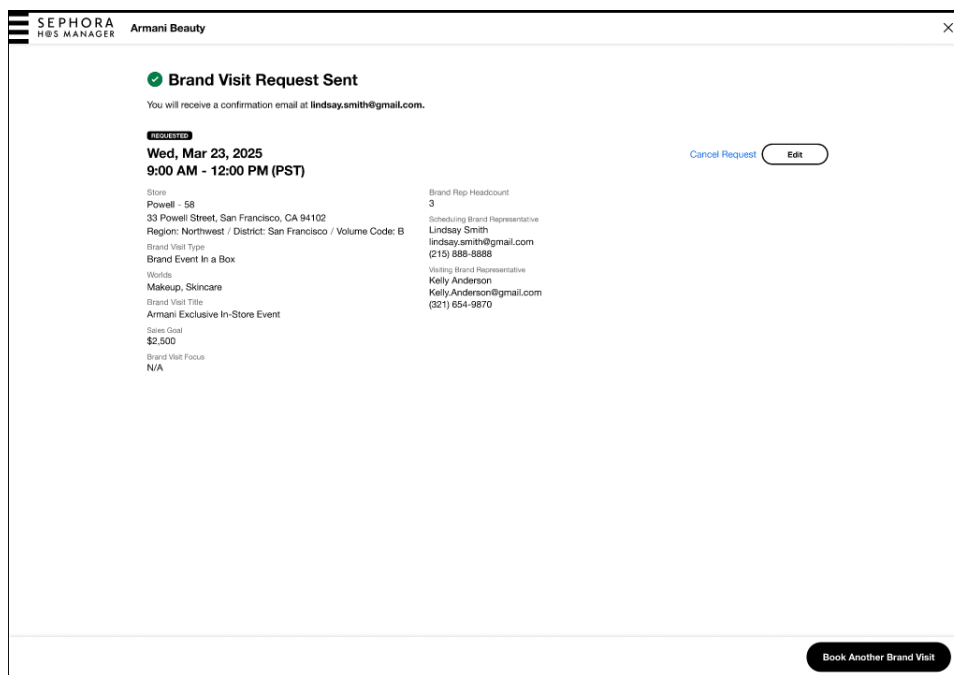 SEPHORA
H@S MANAGER
Armani Beauty
Brand Visit Request Sent
You will receive a confirmation email at lindsay.smith@gmail.com.
REQUESTED
Wed, Mar 23, 2025
9:00 AM - 12:00 PM (PST)
Cancel Request
Edit
Store
Powell - 58
33 Powell Street, San Francisco, CA 94102
Region: Northwest / District: San Francisco / Volume Code: B
Brand Visit Type
Brand Event In a Box
Worlds
Makeup, Skincare
Brand Visit Title
Armani Exclusive In-Store Event
Sales Goal
$2,500
Brand Visit Focus
N/A
Brand Rep Headcount
3
Scheduling Brand Representative
Lindsay Smith
lindsay.smith@gmail.com
(215) 888-8888
Visiting Brand Representative
Kelly Anderson
Kelly.Anderson@gmail.com
(321) 654-9870
Book Another Brand Visit